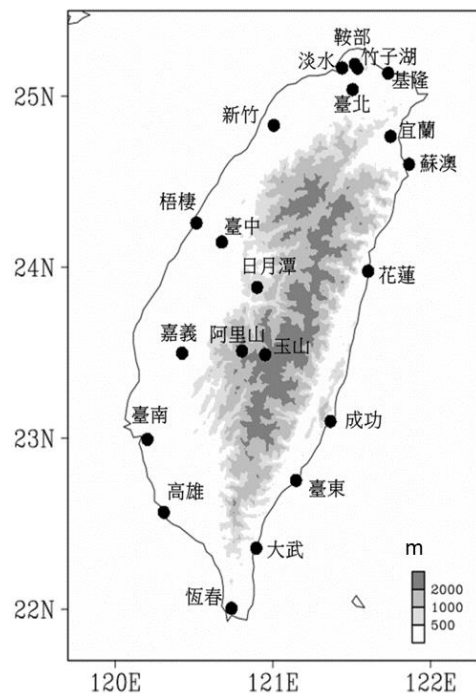 鞍部
淡水 竹子湖
25N 基隆
臺北
新竹
宜蘭
蘇澳
梧棲
臺中
24N 日月潭 花蓮
嘉義 阿里山 玉山
成功
23N 臺南
臺東
高雄
大武
m
2000
1000
500
22N 恆春
120E 121E 122E